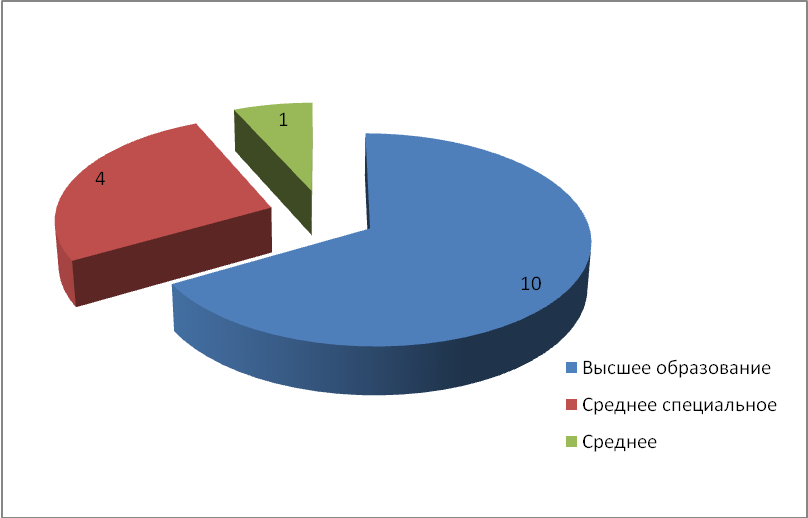 1
4
10
Высшее образование
Среднее специальное
Среднее